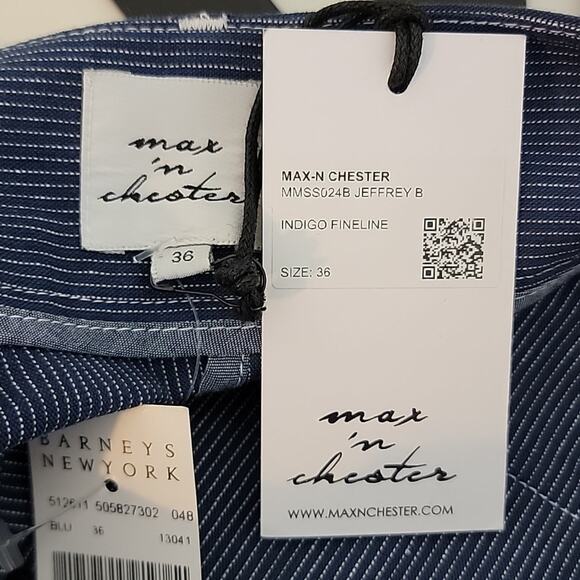 max
'n
chester
36
MAX-N CHESTER
MMSS024B JEFFREY B
INDIGO FINELINE
SIZE: 36
max
'n
chester
WWW.MAXNCHESTER.COM
BARNEYS
NEWYORK
505827302 048
BLU 36 13041